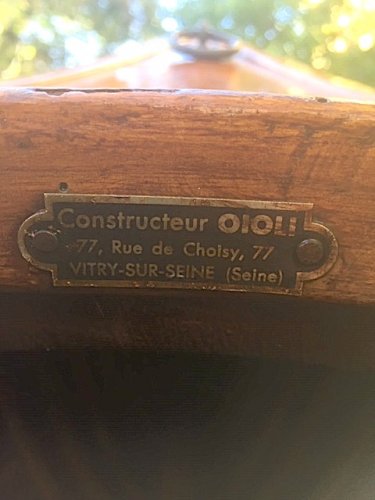 Constructeur OIOLI
77, Rue de Choisy, 77
VITRY-SUR-SEINE (Seine)